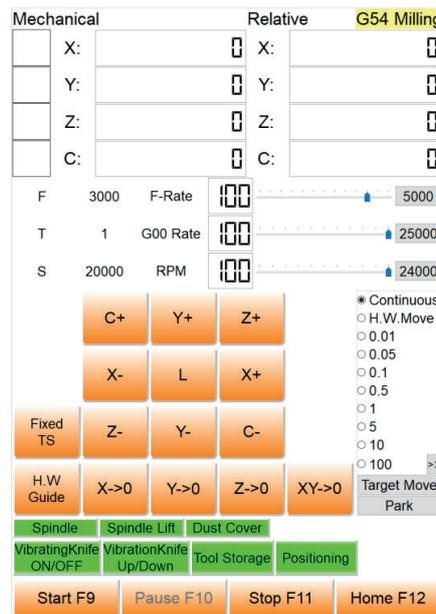 Mechanical Relative G54 Milling
X: 0 X: 0
Y: 0 Y: 0
Z: 0 Z: 0
C: 0 C: 0
F 3000 F-Rate 100 5000
T 1 G00 Rate 100 25000
S 20000 RPM 100 24000
C+ Y+ Z+
X- L X+
Fixed TS Z- Y- C-
H.W Guide X->0 Y->0 Z->0 XY->0
Continuous
H.W.Move
0.01
0.05
0.1
0.5
1
5
10
100 >>
Target Move
Park
Spindle Spindle Lift Dust Cover
VibratingKnife ON/OFF VibrationKnife Up/Down Tool Storage Positioning
Start F9 Pause F10 Stop F11 Home F12